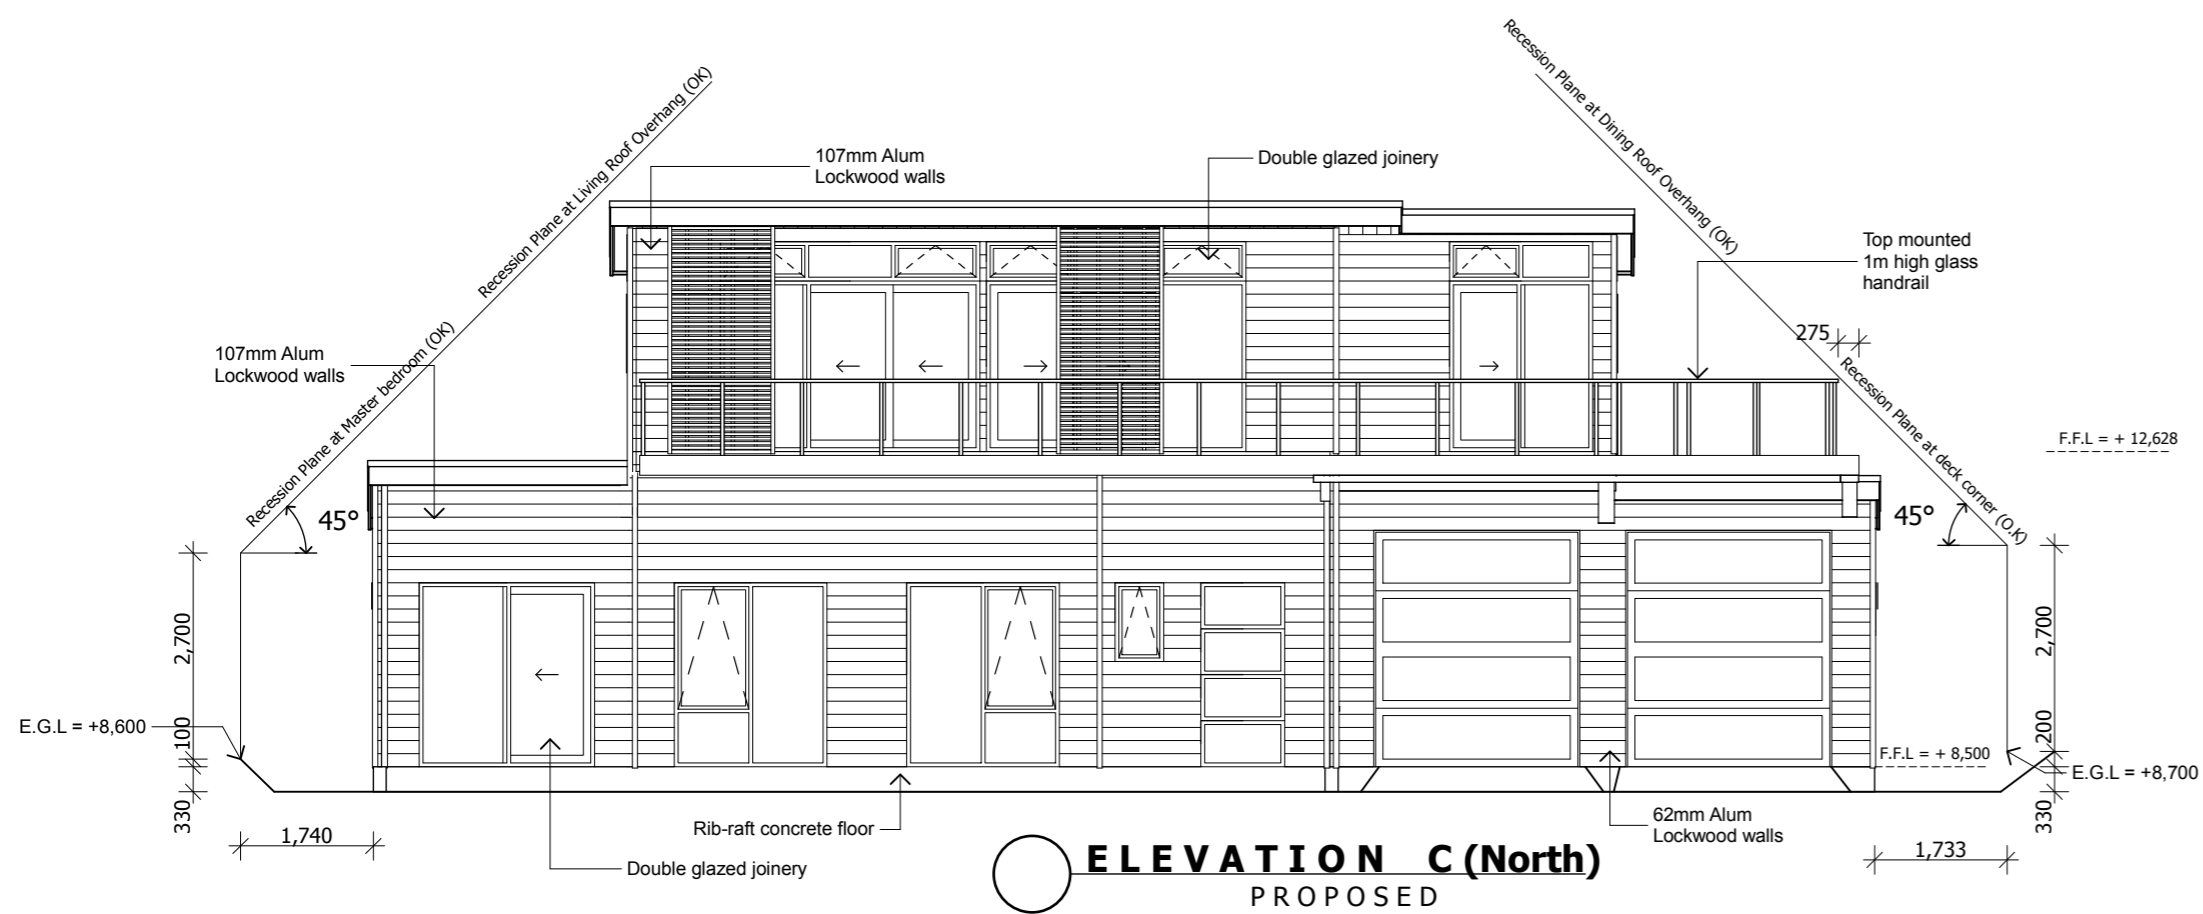 Recession Plane at Dining Roof Overhang (OK)
Recession Plane at Living Roof Overhang (OK)
107mm Alum
Lockwood walls
Double glazed joinery
Top mounted
1m high glass
handrail
275
107mm Alum
Lockwood walls
Recession Plane at Master bedroom (OK)
Recession Plane at deck corner (O.K)
F.F.L = + 12,628
45°
45°
2,700
2,700
E.G.L = +8,600
100
200
F.F.L = + 8,500
E.G.L = +8,700
330
330
1,740
Rib-raft concrete floor
62mm Alum
Lockwood walls
1,733
Double glazed joinery
ELEVATION C (North)
PROPOSED